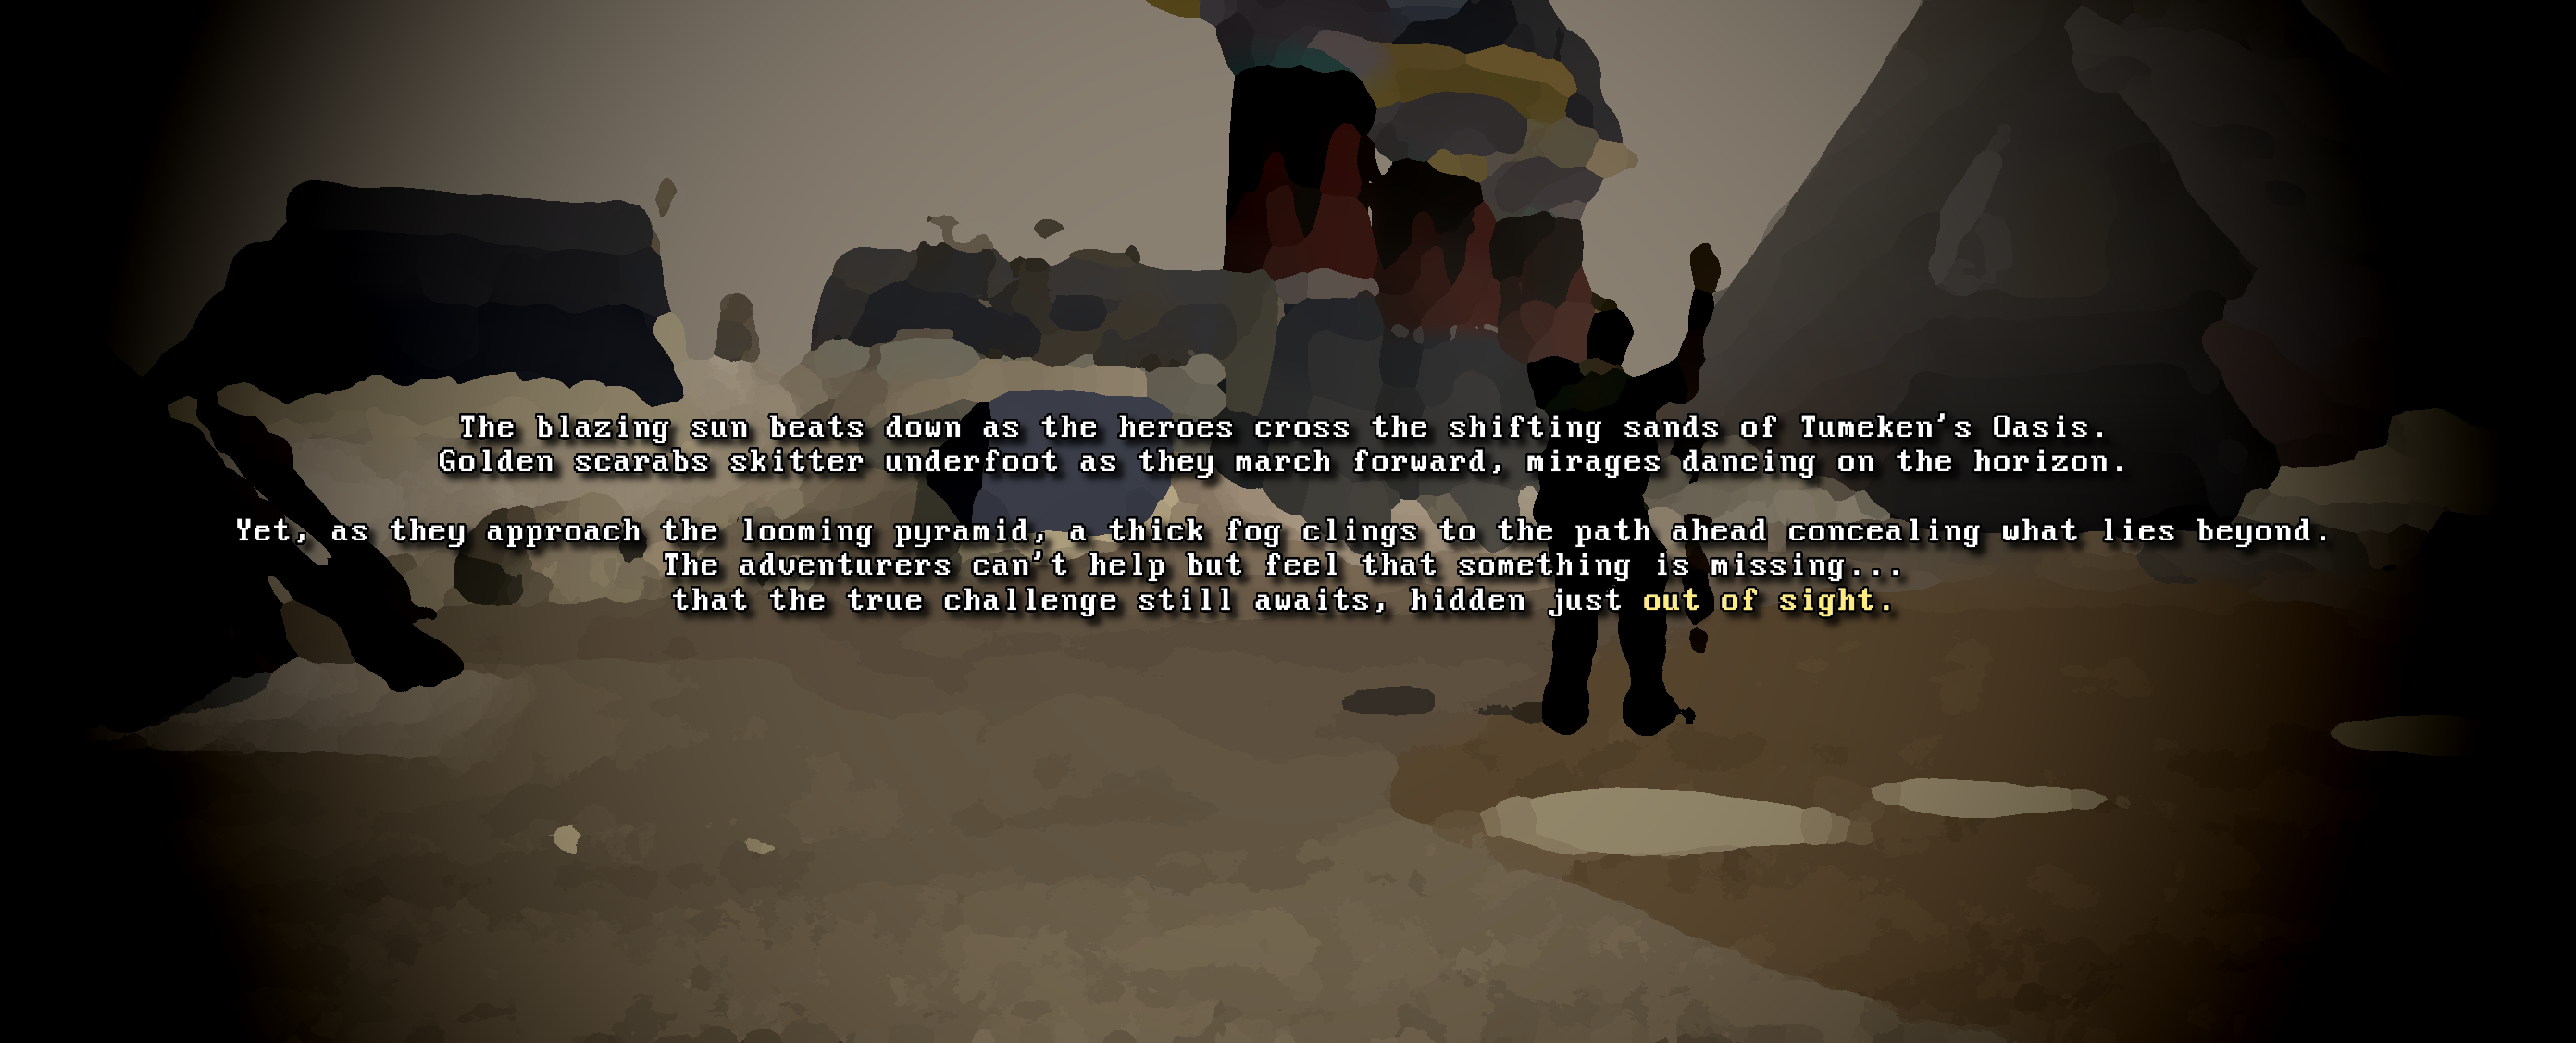 The blazing sun beats down as the heroes cross the shifting sands of Tumeken's Oasis.
Golden scarabs skitter underfoot as they march forward, mirages dancing on the horizon.
Yet, as they approach the looming pyramid, a thick fog clings to the path ahead concealing what lies beyond.
The adventurers can't help but feel that something is missing...
that the true challenge still awaits, hidden just out of sight.